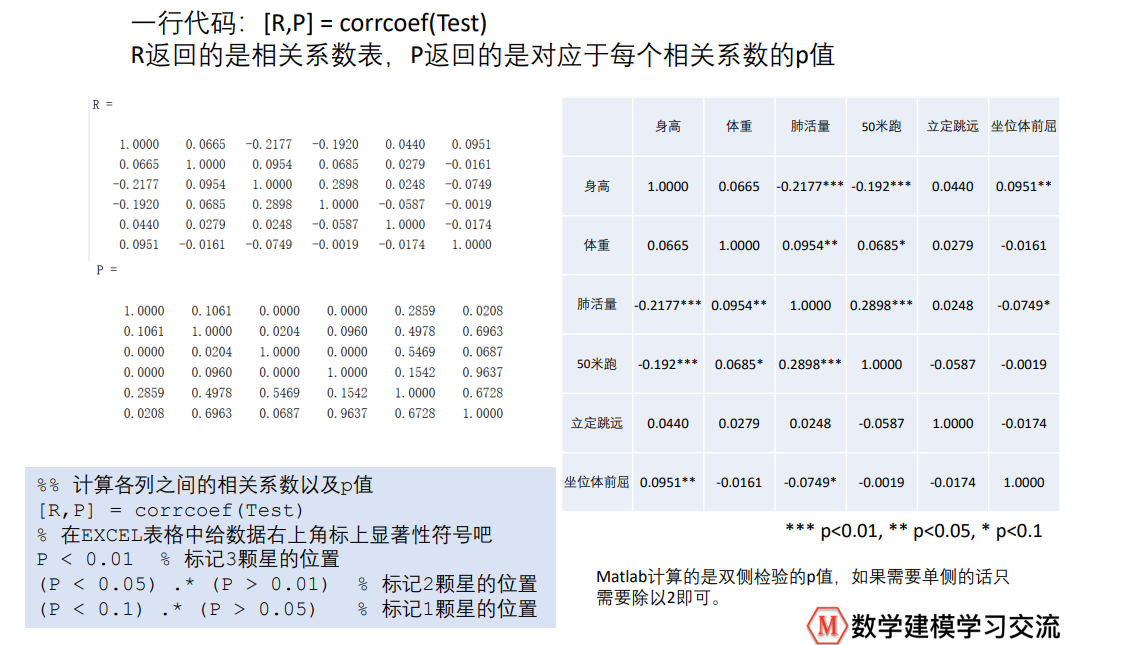 一行代码：[R,P] = corrcoef(Test)
R返回的是相关系数表，P返回的是对应于每个相关系数的p值
R =
1.0000 0.0665 -0.2177 -0.1920 0.0440 0.0951
0.0665 1.0000 0.0954 0.0685 0.0279 -0.0161
-0.2177 0.0954 1.0000 0.2898 0.0248 -0.0749
-0.1920 0.0685 0.2898 1.0000 -0.0587 -0.0019
0.0440 0.0279 0.0248 -0.0587 1.0000 -0.0174
0.0951 -0.0161 -0.0749 -0.0019 -0.0174 1.0000
P =
1.0000 0.1061 0.0000 0.0000 0.2859 0.0208
0.1061 1.0000 0.0204 0.0960 0.4978 0.6963
0.0000 0.0204 1.0000 0.0000 0.5469 0.0687
0.0000 0.0960 0.0000 1.0000 0.1542 0.9637
0.2859 0.4978 0.5469 0.1542 1.0000 0.6728
0.0208 0.6963 0.0687 0.9637 0.6728 1.0000
%% 计算各列之间的相关系数以及p值
[R,P] = corrcoef(Test)
% 在EXCEL表格中给数据右上角标上显著性符号吧
P < 0.01 % 标记3颗星的位置
(P < 0.05) .* (P > 0.01) % 标记2颗星的位置
(P < 0.1) .* (P > 0.05) % 标记1颗星的位置
身高 体重 肺活量 50米跑 立定跳远 坐位体前屈
身高 1.0000 0.0665 -0.2177*** -0.192*** 0.0440 0.0951**
体重 0.0665 1.0000 0.0954** 0.0685* 0.0279 -0.0161
肺活量 -0.2177*** 0.0954** 1.0000 0.2898*** 0.0248 -0.0749*
50米跑 -0.192*** 0.0685* 0.2898*** 1.0000 -0.0587 -0.0019
立定跳远 0.0440 0.0279 0.0248 -0.0587 1.0000 -0.0174
坐位体前屈 0.0951** -0.0161 -0.0749* -0.0019 -0.0174 1.0000
*** p<0.01, ** p<0.05, * p<0.1
Matlab计算的是双侧检验的p值，如果需要单侧的话只
需要除以2即可。
M 数学建模学习交流